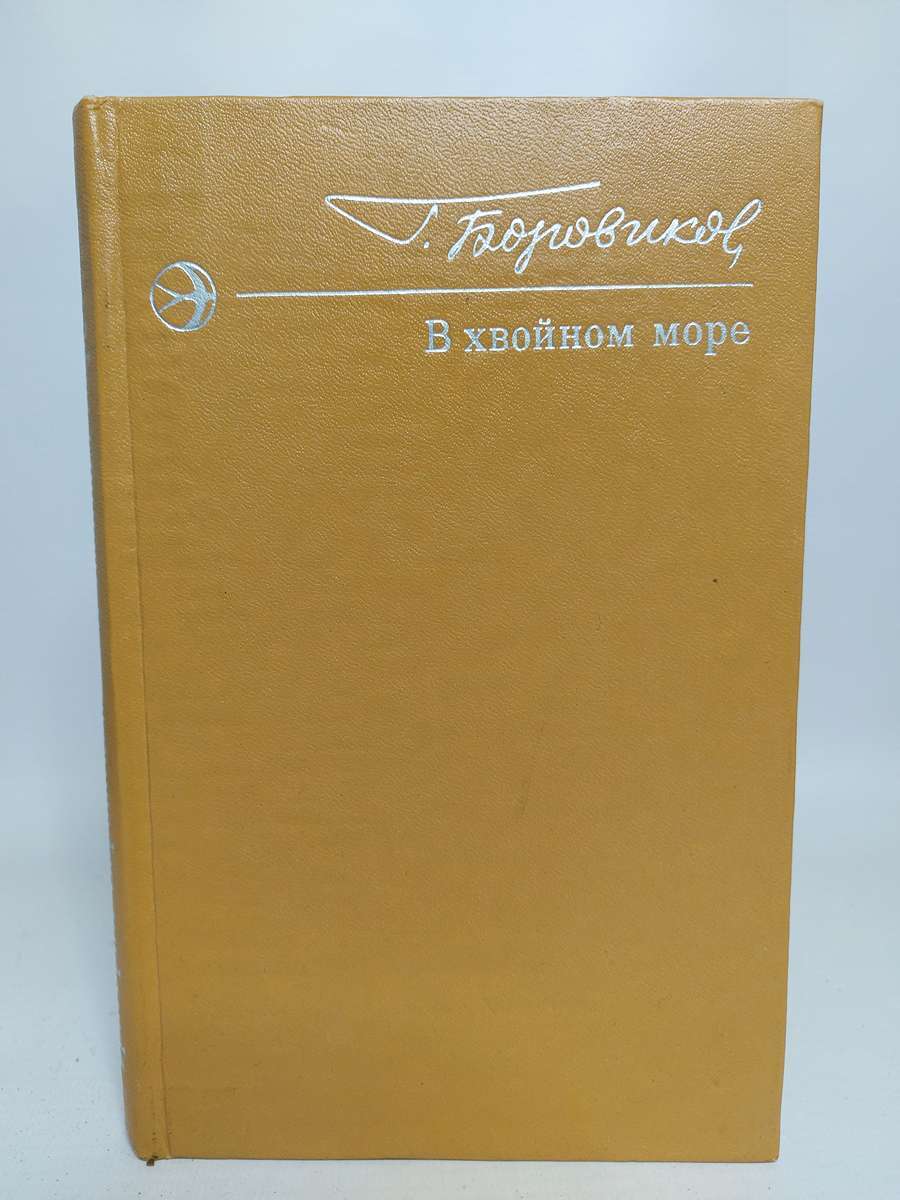 Г. Боровиков
В хвойном море